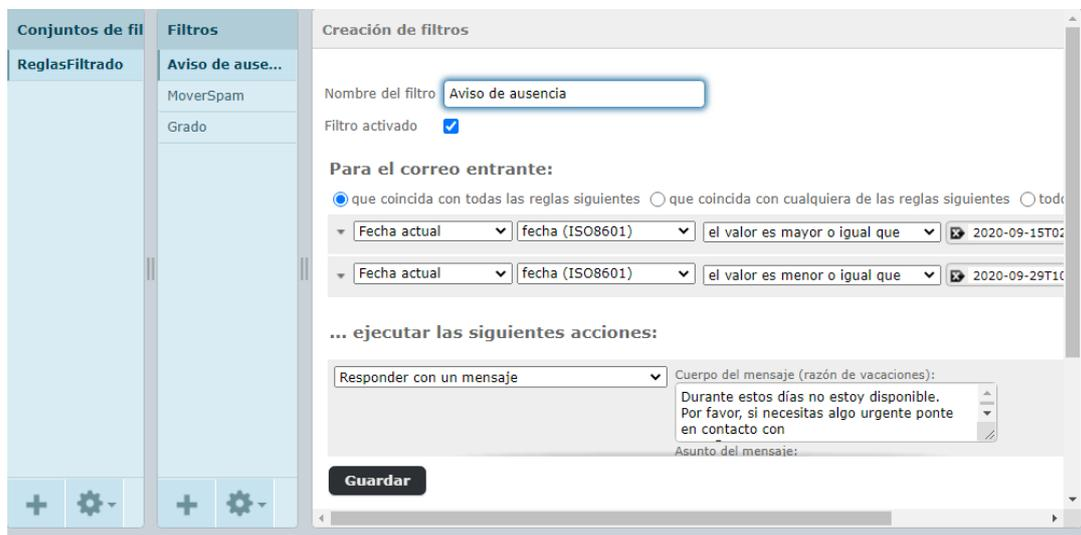 Conjuntos de fil
ReglasFiltrado
Filtros
Aviso de ause...
MoverSpam
Grado
Creación de filtros
Nombre del filtro Aviso de ausencia
Filtro activado
Para el correo entrante:
que coincida con todas las reglas siguientes que coincida con cualquiera de las reglas siguientes todo
Fecha actual fecha (ISO8601) el valor es mayor o igual que 2020-09-15T02
Fecha actual fecha (ISO8601) el valor es menor o igual que 2020-09-29T10
... ejecutar las siguientes acciones:
Responder con un mensaje
Cuerpo del mensaje (razón de vacaciones):
Durante estos días no estoy disponible.
Por favor, si necesitas algo urgente ponte
en contacto con
Asunto del mensaje:
Guardar